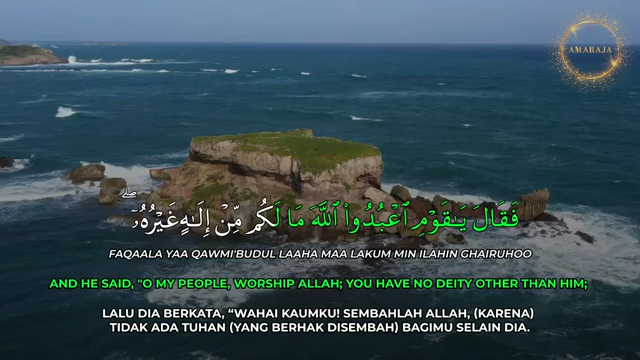 AMARAJA
فَقَالَ يَـٰقَوْمِ ٱعْبُدُوا۟ ٱللَّهَ مَا لَكُم مِّنْ إِلَـٰهٍ غَيْرُهُۥٓ ۖ
FAQAALA YAA QAWMI'BUDUL LAAHA MAA LAKUM MIN ILAHIN GHAIRUHOO
AND HE SAID, "O MY PEOPLE, WORSHIP ALLAH; YOU HAVE NO DEITY OTHER THAN HIM;
LALU DIA BERKATA, “WAHAI KAUMKU! SEMBAHLAH ALLAH, (KARENA)
TIDAK ADA TUHAN (YANG BERHAK DISEMBAH) BAGIMU SELAIN DIA.